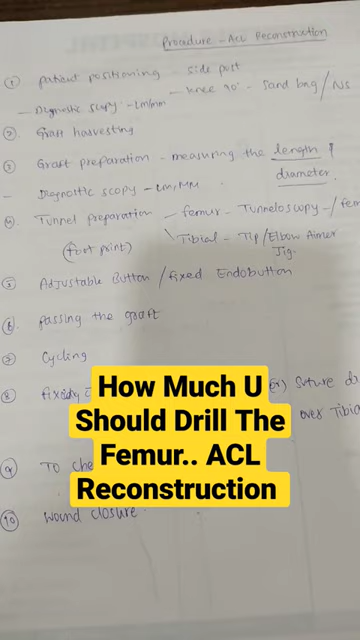 Procedure - ACL Reconstruction
① patient positioning - side post
- knee 90° - Sand bag / NS
- Diagnostic scopy - LM/MM
② Graft harvesting
③ Graft preparation - measuring the length &
diameter.
- Diagnostic scopy - LM/MM
④ Tunnel preparation - femur - Tunneloscopy - / fem
(foot print) Tibial - Tip / Elbow Aimer
Jig.
⑤ Adjustable Button / fixed Endobutton
⑥ passing the graft
⑦ Cycling
⑧ suture d
over Tibia
⑨ To che
⑩ wound closure.
How Much U
Should Drill The
Femur.. ACL
Reconstruction